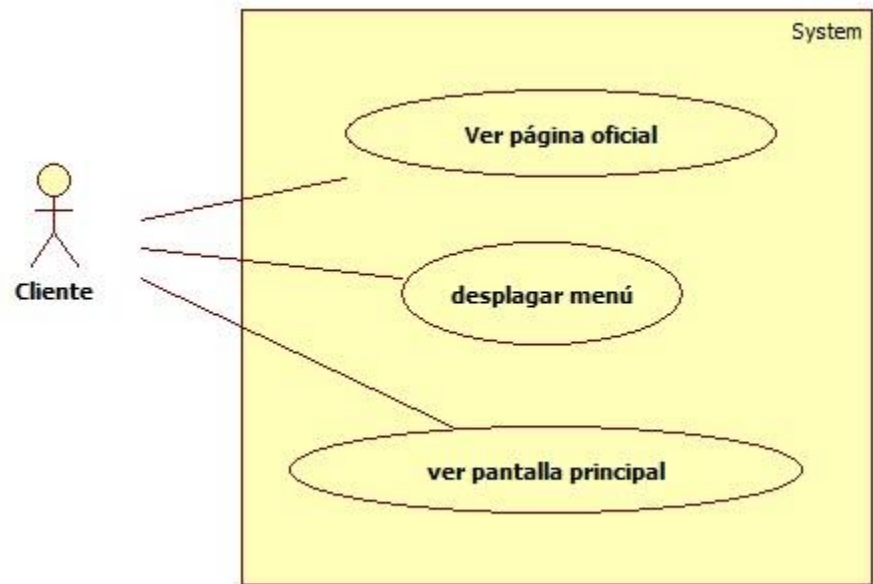 System
Ver página oficial
Cliente
desplagar menú
ver pantalla principal